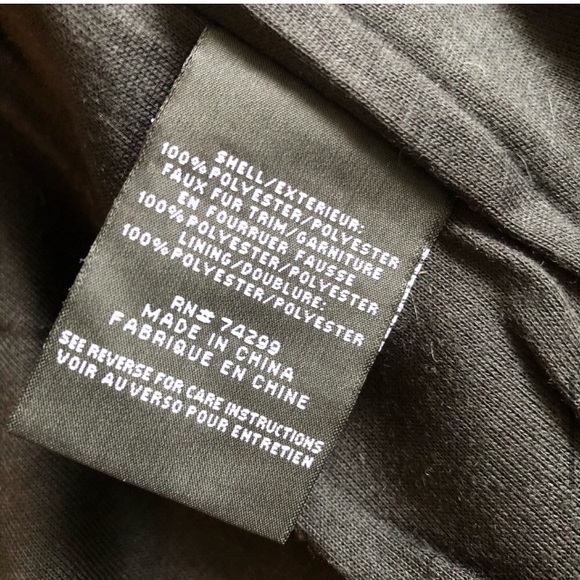 SHELL/EXTERIEUR:
100% POLYESTER/POLYESTER
FAUX FUR TRIM/GARNITURE
EN FOURRUER FAUSSE
100% POLYESTER/POLYESTER
LINING/DOUBLURE:
100% POLYESTER/POLYESTER
RN# 74299
MADE IN CHINA
FABRIQUE EN CHINE
SEE REVERSE FOR CARE INSTRUCTIONS
VOIR AU VERSO POUR ENTRETIEN